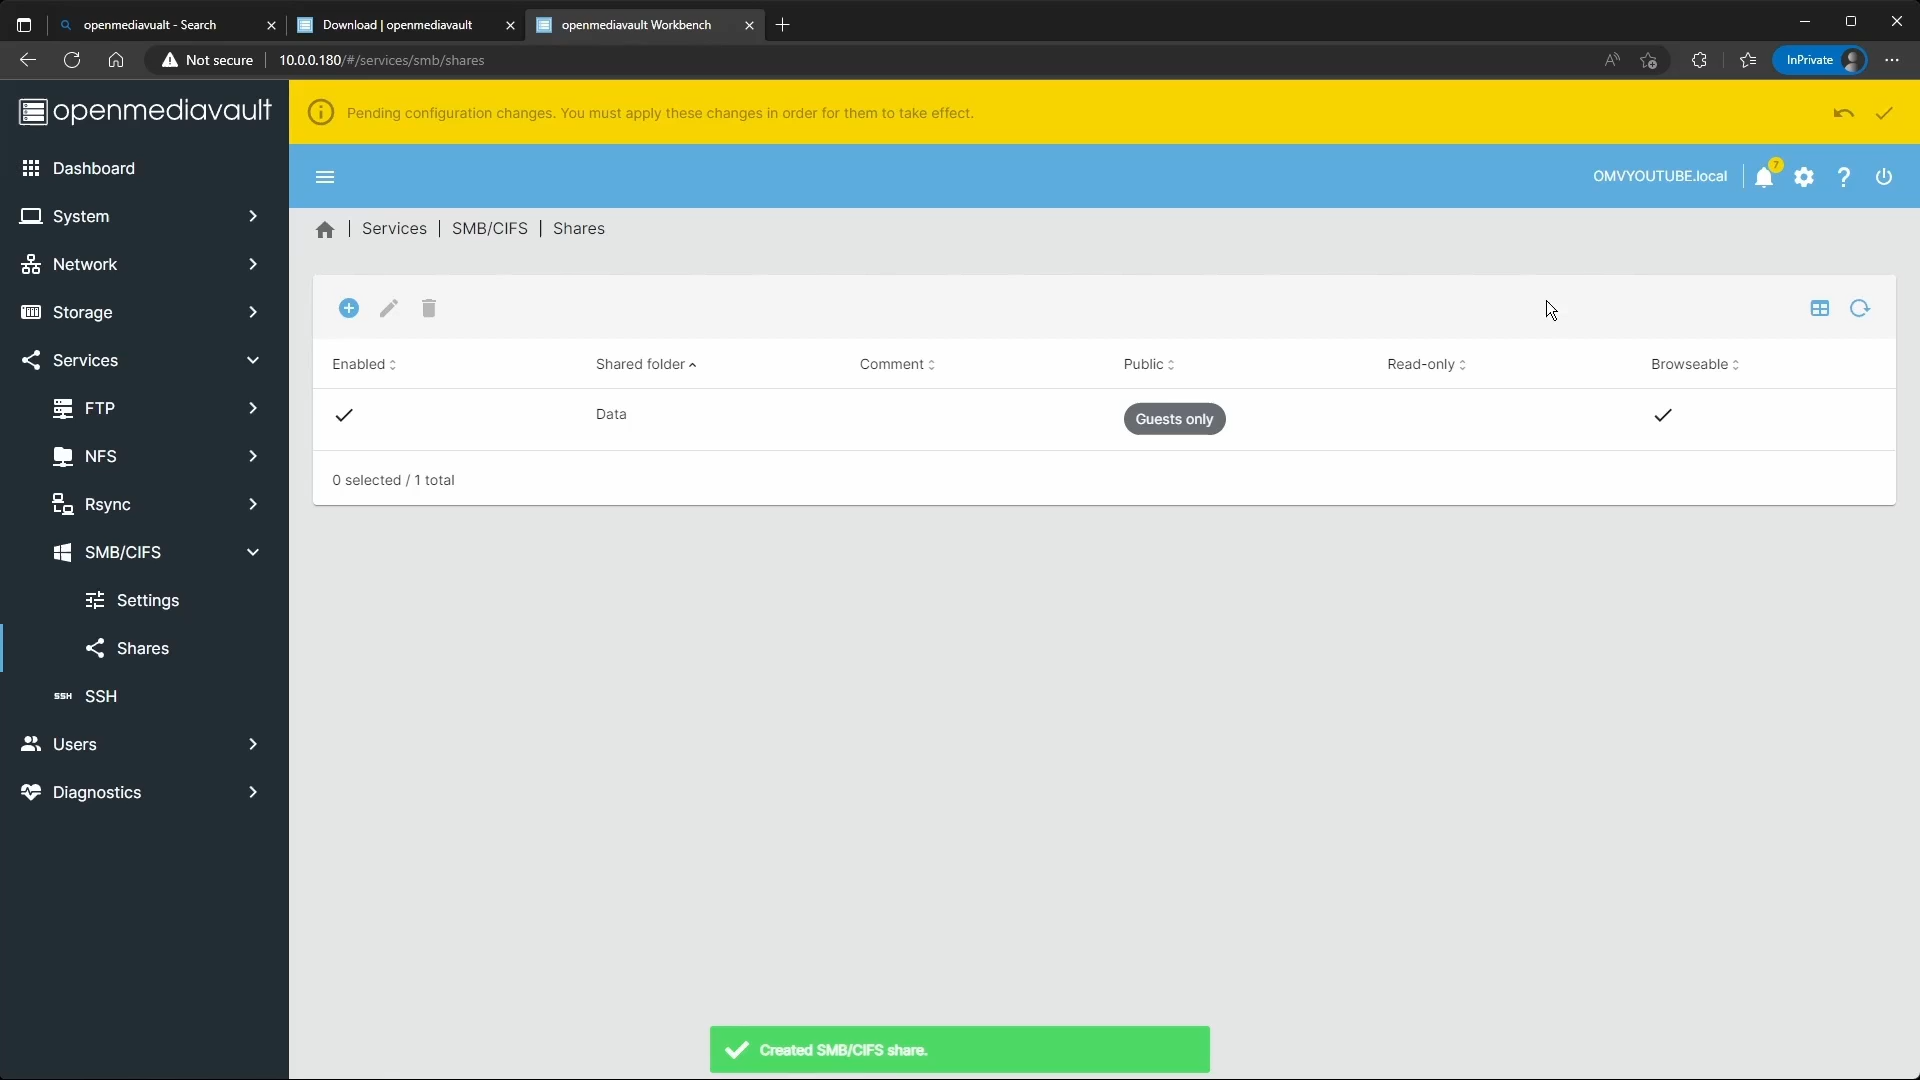 openmediavualt - Search
Download | openmediavault
openmediavault Workbench
Not secure
10.0.0.180/#/services/smb/shares
InPrivate
openmediavault
Pending configuration changes. You must apply these changes in order for them to take effect.
OMVYOUTUBE.local
7
Dashboard
System
Network
Storage
Services
FTP
NFS
Rsync
SMB/CIFS
Settings
Shares
SSH SSH
Users
Diagnostics
Services | SMB/CIFS | Shares
Enabled Shared folder Comment Public Read-only Browseable
Data Guests only
0 selected / 1 total
Created SMB/CIFS share.